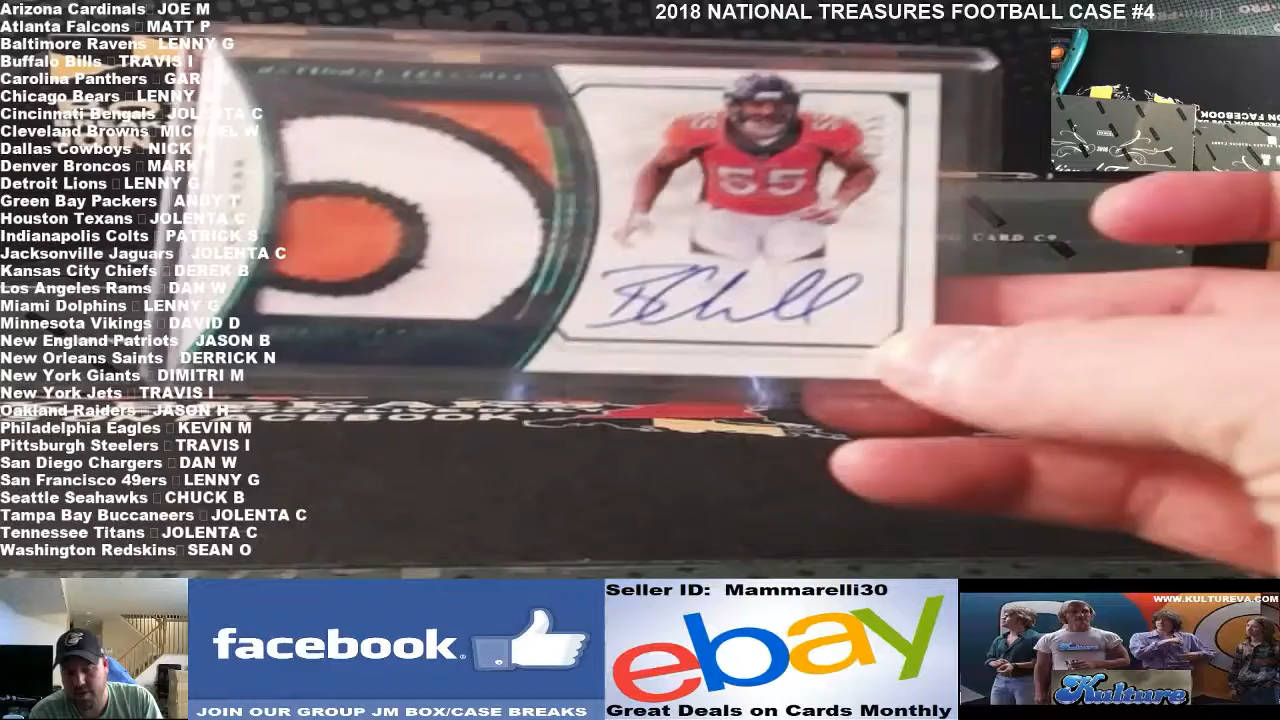 2018 NATIONAL TREASURES FOOTBALL CASE #4
Arizona Cardinals JOE M
Atlanta Falcons MATT P
Baltimore Ravens LENNY G
Buffalo Bills TRAVIS I
Carolina Panthers GAR
Chicago Bears LENNY
Cincinnati Bengals JOLENTA C
Cleveland Browns MICHAEL W
Dallas Cowboys NICK
Denver Broncos MARK
Detroit Lions LENNY G
Green Bay Packers ANDY T
Houston Texans JOLENTA C
Indianapolis Colts PATRICK S
Jacksonville Jaguars JOLENTA C
Kansas City Chiefs DEREK B
Los Angeles Rams DAN W
Miami Dolphins LENNY G
Minnesota Vikings DAVID D
New England Patriots JASON B
New Orleans Saints DERRICK N
New York Giants DIMITRI M
New York Jets TRAVIS I
Oakland Raiders JASON H
Philadelphia Eagles KEVIN M
Pittsburgh Steelers TRAVIS I
San Diego Chargers DAN W
San Francisco 49ers LENNY G
Seattle Seahawks CHUCK B
Tampa Bay Buccaneers JOLENTA C
Tennessee Titans JOLENTA C
Washington Redskins SEAN O
NATIONAL TREASURES
55
CARD Co
FACEBOOK
facebook
JOIN OUR GROUP JM BOX/CASE BREAKS
Seller ID: Mammarelli30
ebay
Great Deals on Cards Monthly
WWW.KULTUREVA.COM
Kulture